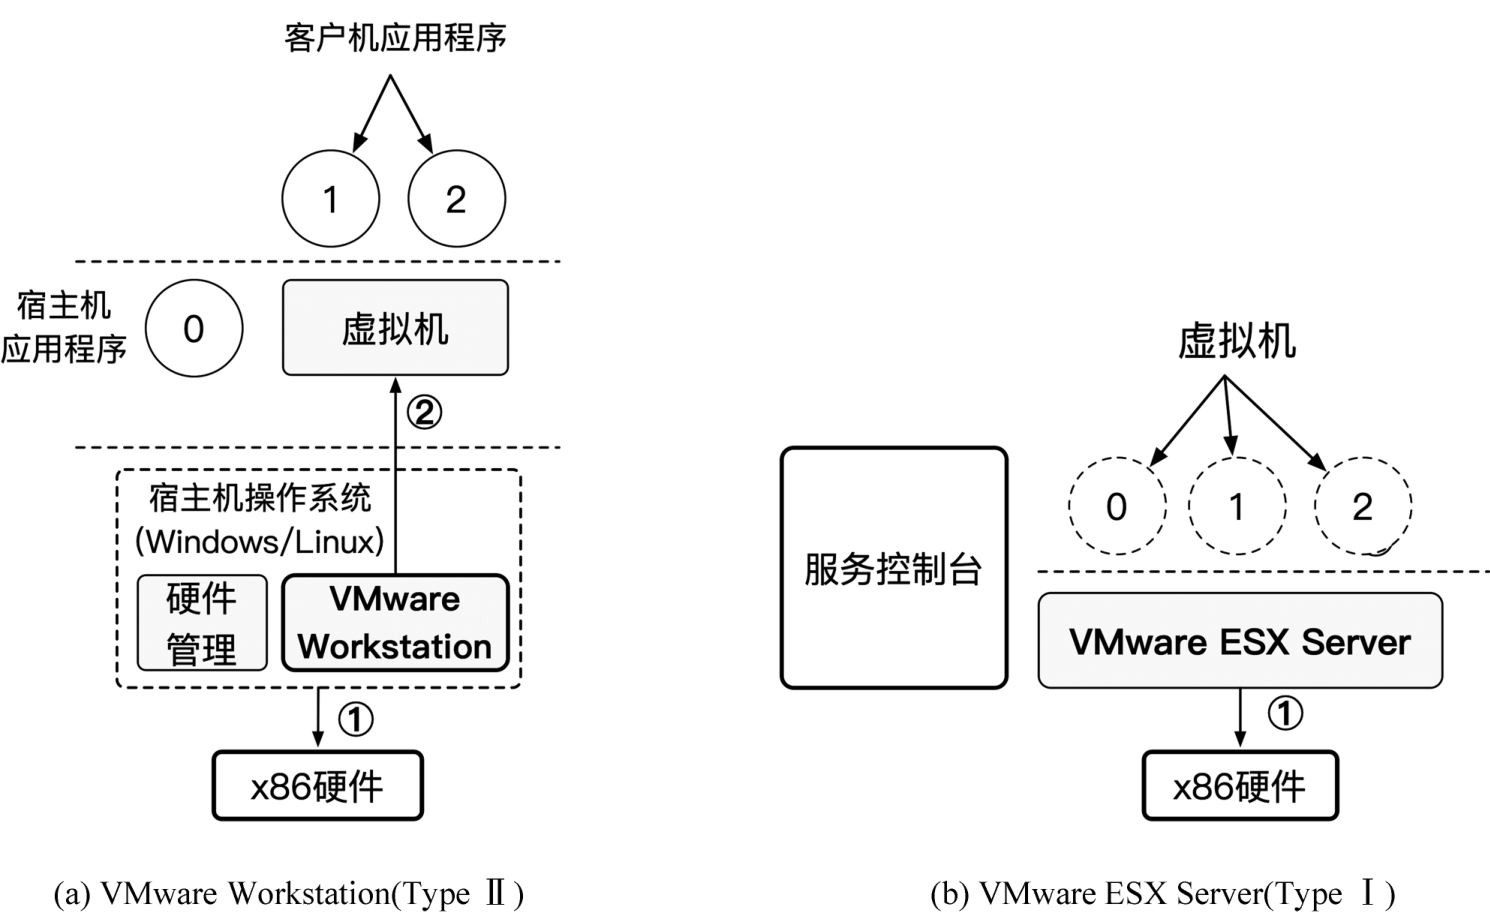 客户机应用程序
1
2
宿主机
应用程序
0
虚拟机
②
宿主机操作系统
(Windows/Linux)
硬件
管理
VMware
Workstation
①
x86硬件
(a) VMware Workstation(Type Ⅱ)
虚拟机
0
1
2
服务控制台
VMware ESX Server
①
x86硬件
(b) VMware ESX Server(Type Ⅰ)